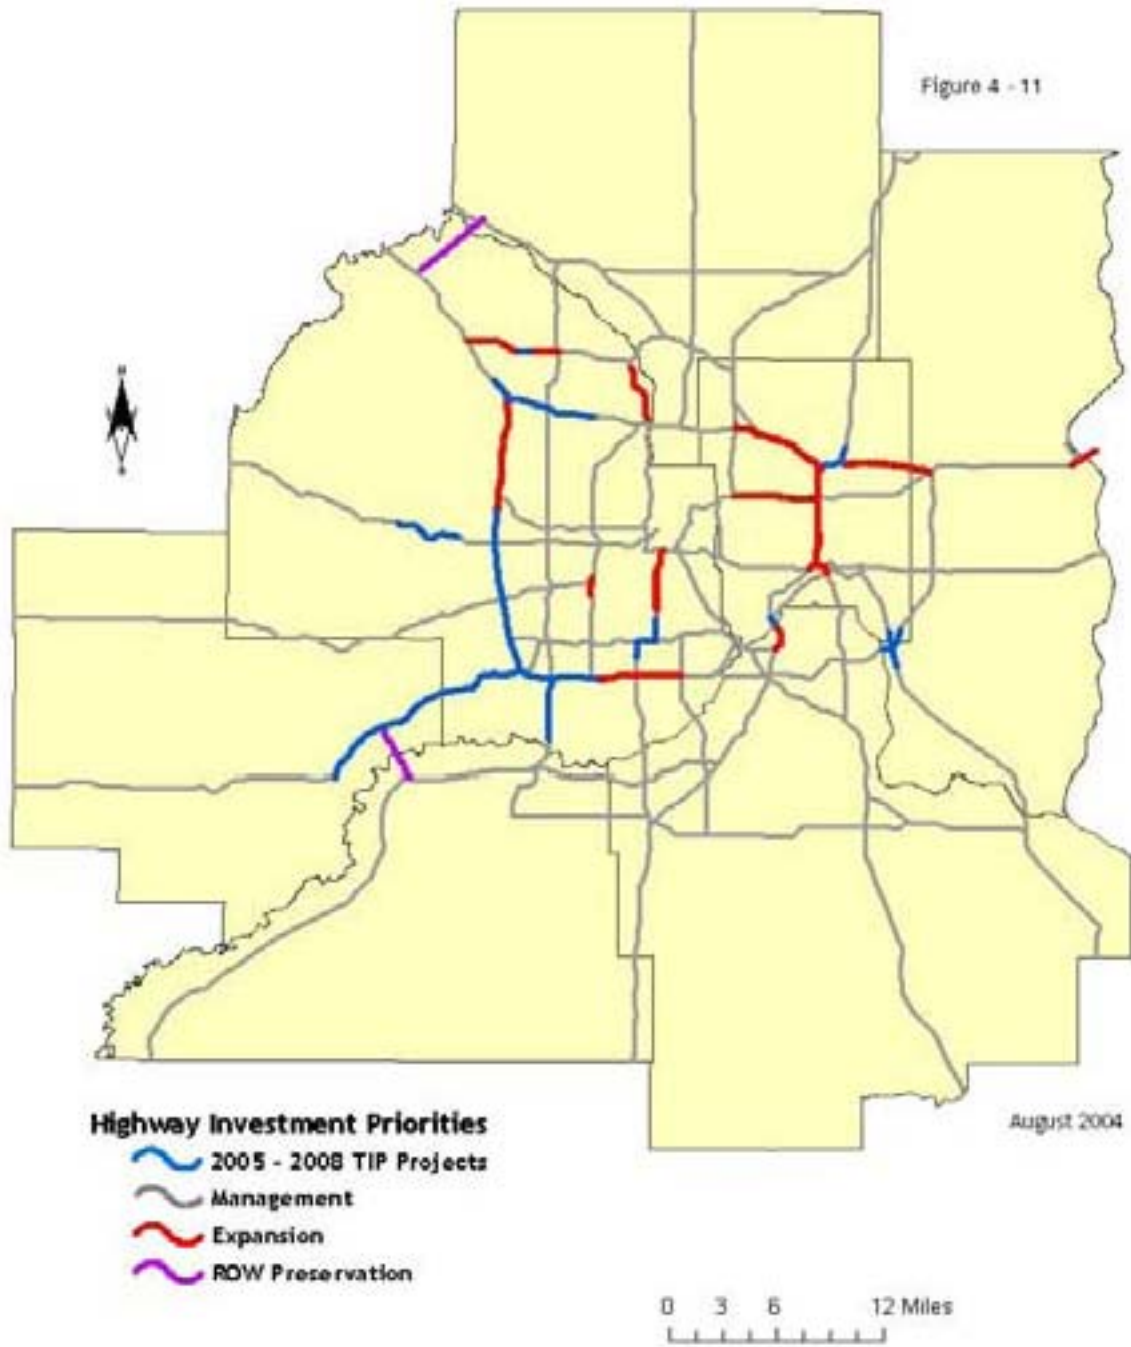 Figure 4 - 11
N
S
August 2004
Highway Investment Priorities
2005 - 2008 TIP Projects
Management
Expansion
ROW Preservation
0 3 6 12 Miles